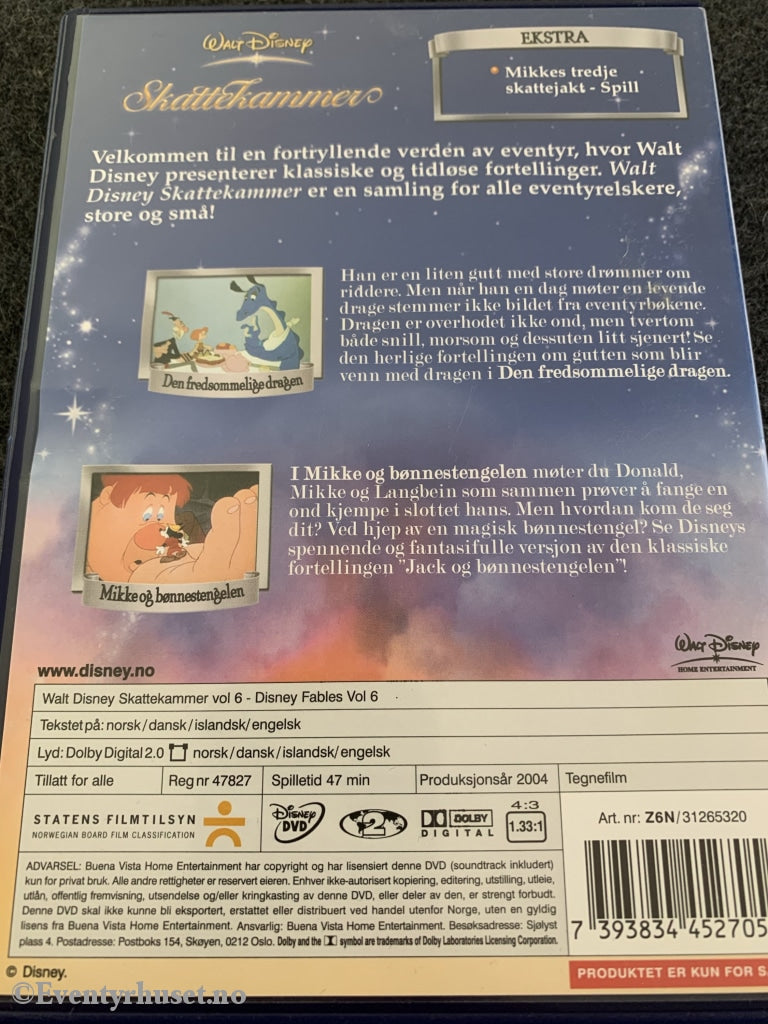 WALT DISNEY
Skattekammer
EKSTRA
• Mikkes tredje
skattejakt - Spill
Velkommen til en fortryllende verden av eventyr, hvor Walt
Disney presenterer klassiske og tidløse fortellinger. Walt
Disney Skattekammer er en samling for alle eventyrelskere,
store og små!
Han er en liten gutt med store drømmer om
riddere. Men når han en dag møter en levende
drage stemmer ikke bildet fra eventyrbøkene.
Dragen er overhodet ikke ond, men tvertom
både snill, morsom og dessuten litt sjenert! Se
den herlige fortellingen om gutten som blir
venn med dragen i Den fredsommelige dragen.
Den fredsommelige dragen
I Mikke og bønnestengelen møter du Donald,
Mikke og Langbein som sammen prøver å fange en
ond kjempe i slottet hans. Men hvordan kom de seg
dit? Ved hjep av en magisk bønnestengel? Se Disneys
spennende og fantasifulle versjon av den klassiske
fortellingen "Jack og bønnestengelen"!
Mikke og bønnestengelen
WALT DISNEY
HOME ENTERTAINMENT
www.disney.no
Walt Disney Skattekammer vol 6 - Disney Fables Vol 6
Tekstet på: norsk/dansk/islandsk/engelsk
Lyd: Dolby Digital 2.0 norsk/dansk/islandsk/engelsk
Tillatt for alle Reg nr 47827 Spilletid 47 min Produksjonsår 2004 Tegnefilm
STATENS FILMTILSYN
NORWEGIAN BOARD FILM CLASSIFICATION
DISNEY
DVD
2
DOLBY
DIGITAL
4:3
1.33:1
Art. nr: Z6N/31265320
ADVARSEL: Buena Vista Home Entertainment har copyright og har lisensiert denne DVD (soundtrack inkludert)
kun for privat bruk. Alle andre rettigheter er reservert eieren. Enhver ikke-autorisert kopiering, editering, utstilling, utleie,
utlån, offentlig fremvisning, utsendelse og/eller kringkasting av denne DVD, eller deler av den, er strengt forbudt.
Denne DVD skal ikke kunne bli eksportert, erstattet eller distribuert ved handel utenfor Norge, uten en gyldig
lisens fra Buena Vista Home Entertainment. Ansvarlig: Buena Vista Home Entertainment. Besøksadresse: Sjølyst
plass 4. Postadresse: Postboks 154, Skøyen, 0212 Oslo. Dolby and the symbol are trademarks of Dolby Laboratories Licensing Corporation.
7 393834 452705
© Disney.
PRODUKTET ER KUN FOR S
©Eventyrhuset.no